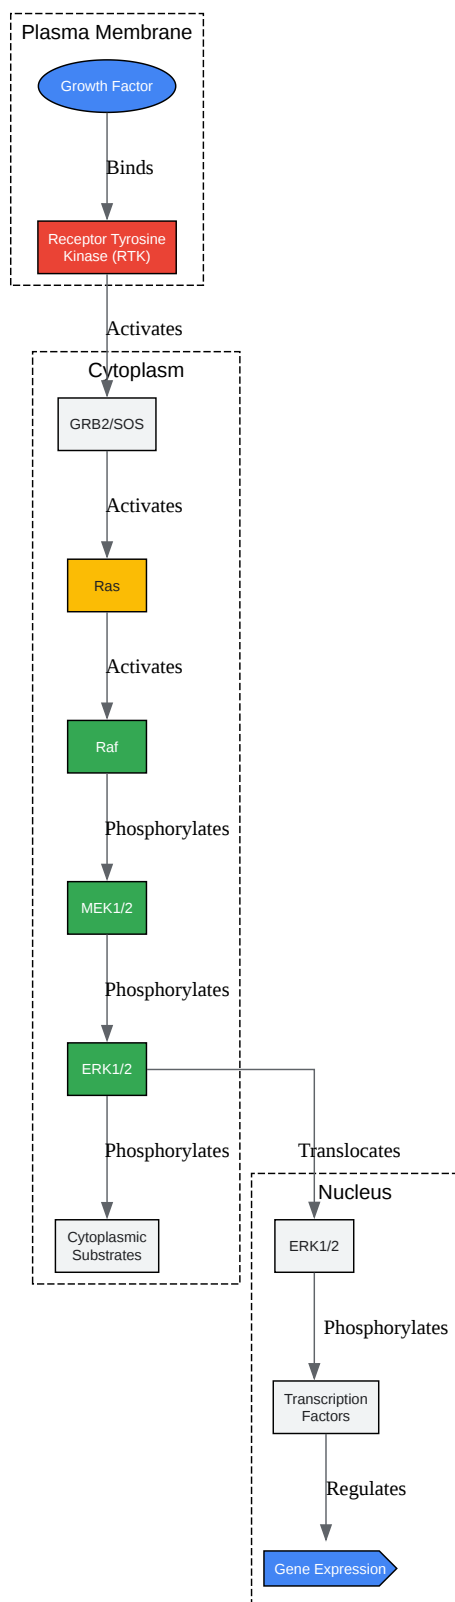 Plasma Membrane
Growth Factor
Binds
Receptor Tyrosine
Kinase (RTK)
Activates
Cytoplasm
GRB2/SOS
Activates
Ras
Activates
Raf
Phosphorylates
MEK1/2
Phosphorylates
ERK1/2
Phosphorylates
Translocates
Cytoplasmic
Substrates
Nucleus
ERK1/2
Phosphorylates
Transcription
Factors
Regulates
Gene Expression